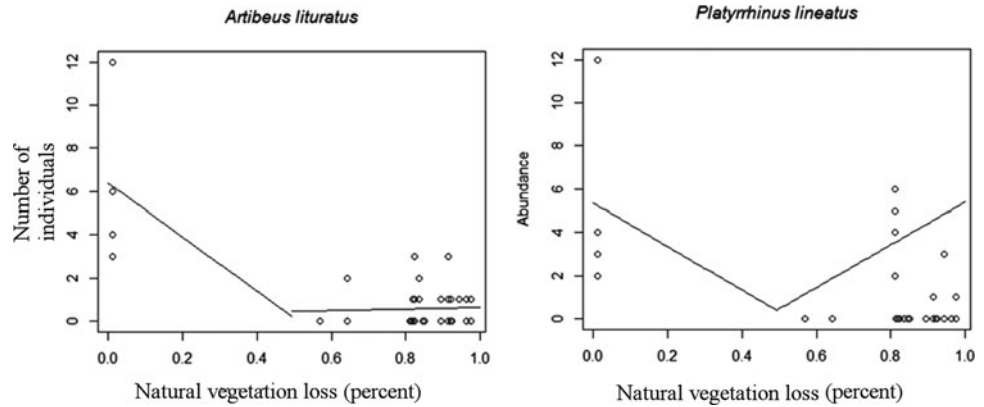 Artibeus lituratus
Number of
individuals
12
10
8
6
4
2
0
0.0 0.2 0.4 0.6 0.8 1.0
Natural vegetation loss (percent)
Platyrrhinus lineatus
Abundance
12
10
8
6
4
2
0
0.0 0.2 0.4 0.6 0.8 1.0
Natural vegetation loss (percent)